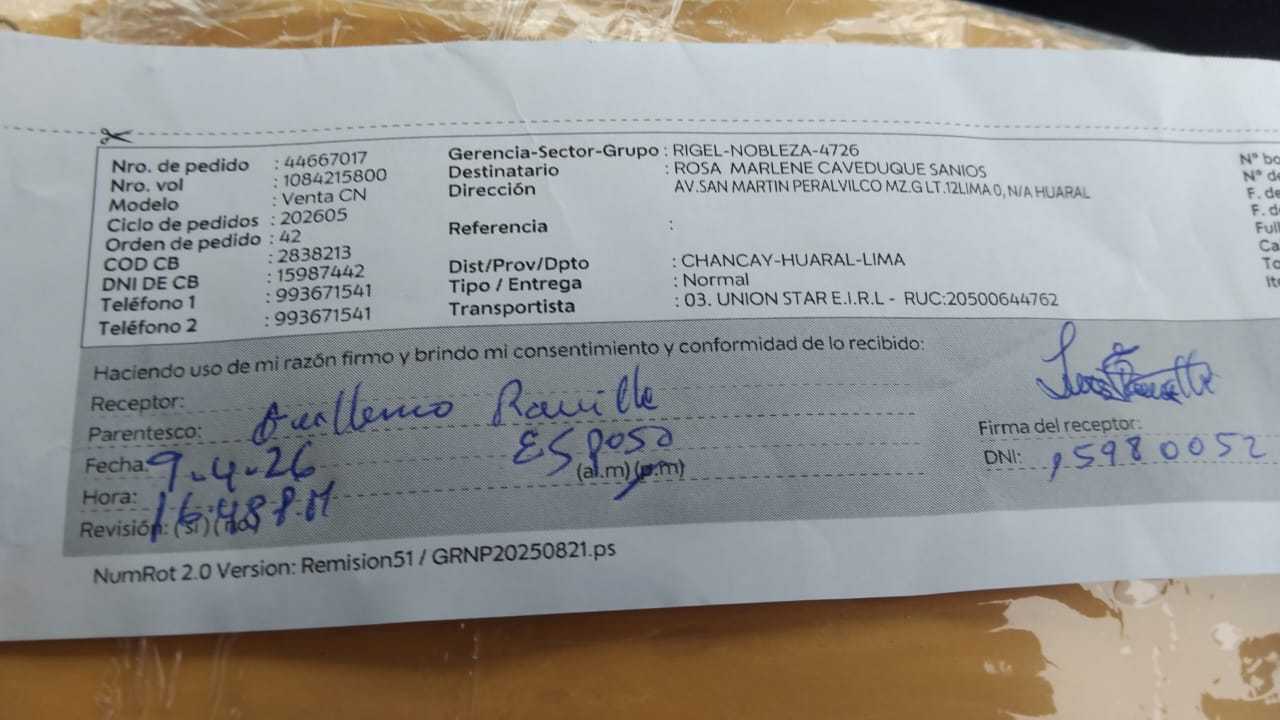 Nro. de pedido : 44667017
Nro. vol : 1084215800
Modelo : Venta CN
Ciclo de pedidos : 202605
Orden de pedido : 42
COD CB : 2838213
DNI DE CB : 15987442
Teléfono 1 : 993671541
Teléfono 2 : 993671541
Gerencia-Sector-Grupo : RIGEL-NOBLEZA-4726
Destinatario : ROSA MARLENE CAVEDUQUE SANIOS
Dirección AV.SAN MARTIN PERALVILCO MZ.G LT.12LIMA 0, N/A HUARAL
Referencia :
Dist/Prov/Dpto : CHANCAY-HUARAL-LIMA
Tipo / Entrega : Normal
Transportista : 03. UNION STAR E.I.R.L - RUC:20500644762
Nº
Nº
F. de
F. d
Haciendo uso de mi razón firmo y brindo mi consentimiento y conformidad de lo recibido:
Receptor: Guillermo
Parentesco: ESPOSO
Fecha: 9-4-26 (a.m) (p.m)
Hora: 16:48 P.M
Revisión: (si) (no)
Firma del receptor:
DNI: 15980052
NumRot 2.0 Version: Remision51 / GRNP20250821.ps